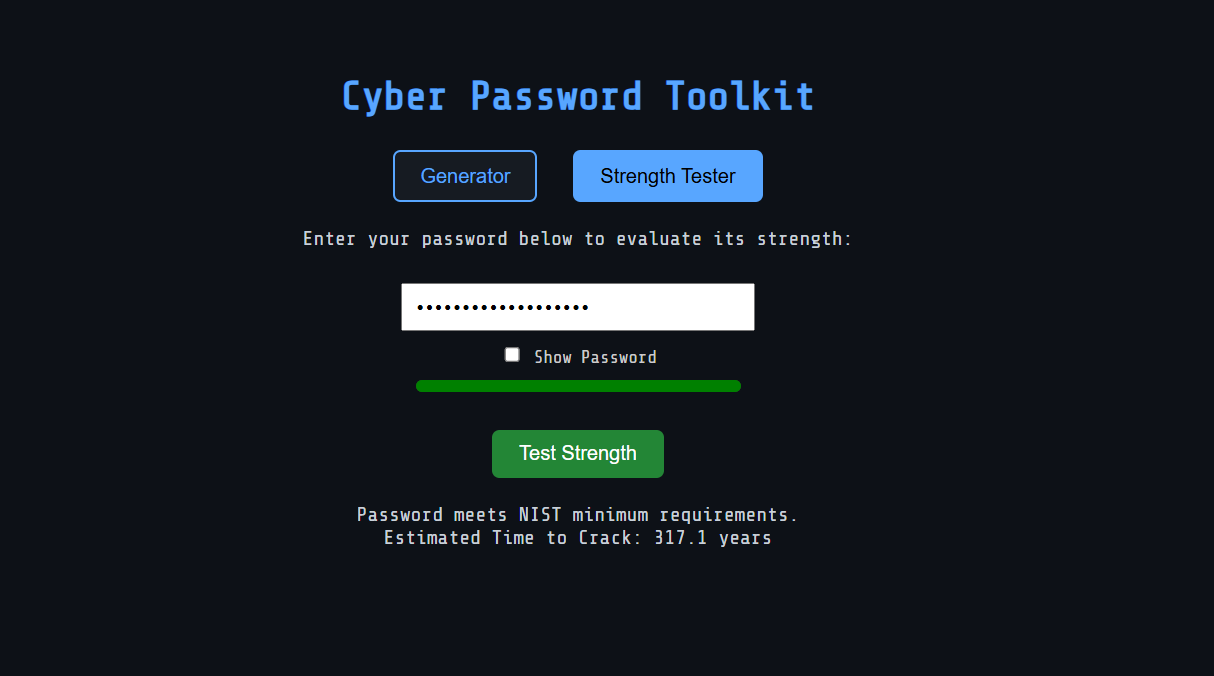 Cyber Password Toolkit
Generator Strength Tester
Enter your password below to evaluate its strength:
•••••••••••••••••••
Show Password
Test Strength
Password meets NIST minimum requirements.
Estimated Time to Crack: 317.1 years